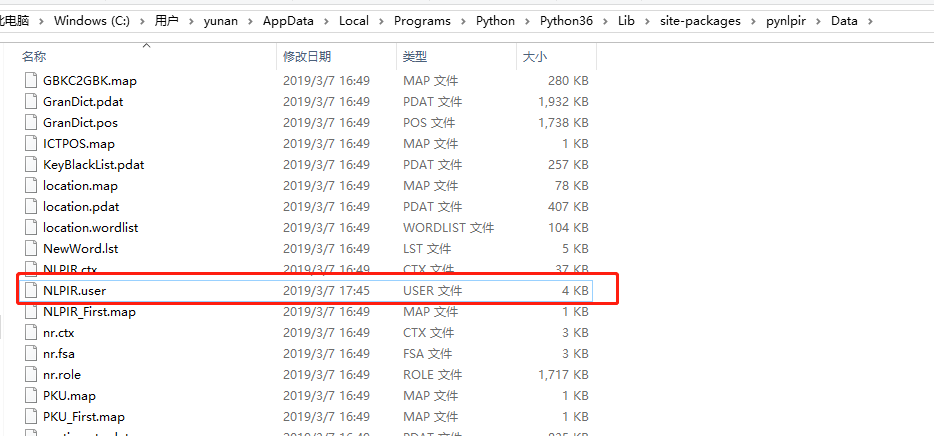 此电脑 › Windows (C:) › 用户 › yunan › AppData › Local › Programs › Python › Python36 › Lib › site-packages › pynlpir › Data ›
名称 修改日期 类型 大小
GBKC2GBK.map 2019/3/7 16:49 MAP 文件 280 KB
GranDict.pdat 2019/3/7 16:49 PDAT 文件 1,932 KB
GranDict.pos 2019/3/7 16:49 POS 文件 1,738 KB
ICTPOS.map 2019/3/7 16:49 MAP 文件 1 KB
KeyBlackList.pdat 2019/3/7 16:49 PDAT 文件 257 KB
location.map 2019/3/7 16:49 MAP 文件 78 KB
location.pdat 2019/3/7 16:49 PDAT 文件 407 KB
location.wordlist 2019/3/7 16:49 WORDLIST 文件 104 KB
NewWord.lst 2019/3/7 16:49 LST 文件 5 KB
NLPIR.ctx 2019/3/7 16:49 CTX 文件 37 KB
NLPIR.user 2019/3/7 17:45 USER 文件 4 KB
NLPIR_First.map 2019/3/7 16:49 MAP 文件 1 KB
nr.ctx 2019/3/7 16:49 CTX 文件 3 KB
nr.fsa 2019/3/7 16:49 FSA 文件 3 KB
nr.role 2019/3/7 16:49 ROLE 文件 1,717 KB
PKU.map 2019/3/7 16:49 MAP 文件 1 KB
PKU_First.map 2019/3/7 16:49 MAP 文件 1 KB
2019/3/7 16:49 PDAT 文件